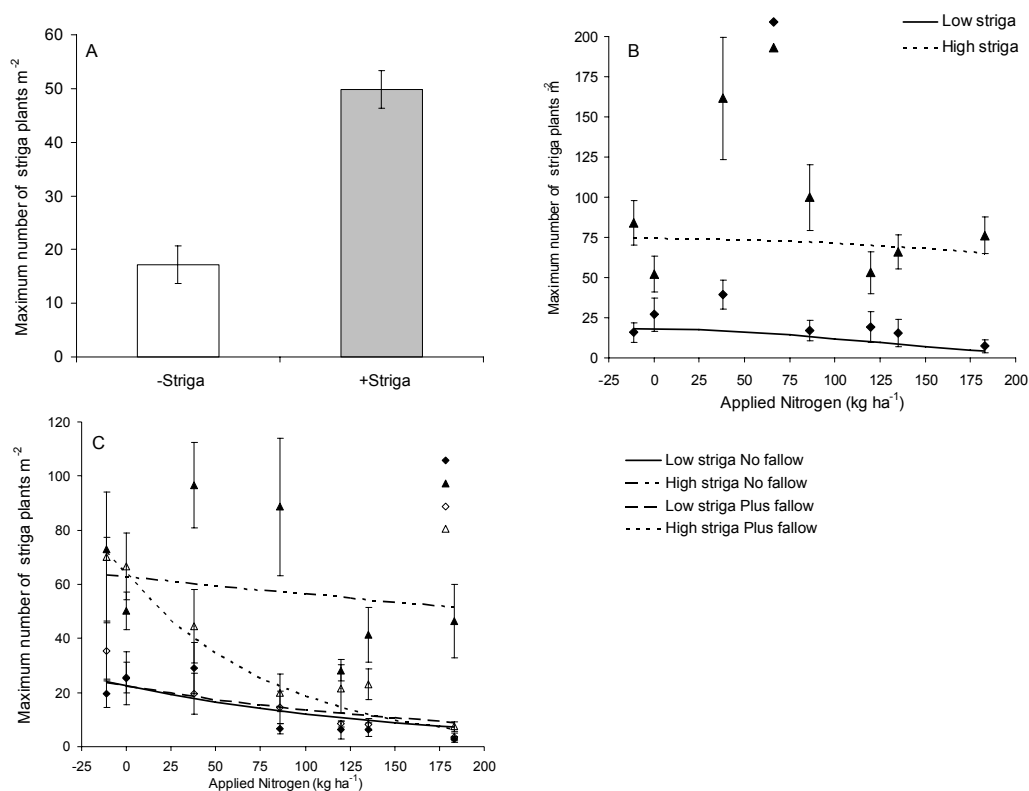 A
Maximum number of striga plants m⁻²
60
50
40
30
20
10
0
-Striga
+Striga
B
Low striga
High striga
Maximum number of striga plants m⁻²
200
175
150
125
100
75
50
25
0
-25 0 25 50 75 100 125 150 175 200
Applied Nitrogen (kg ha⁻¹)
C
Maximum number of striga plants m⁻²
120
100
80
60
40
20
0
-25 0 25 50 75 100 125 150 175 200
Applied Nitrogen (kg ha⁻¹)
Low striga No fallow
High striga No fallow
Low striga Plus fallow
High striga Plus fallow